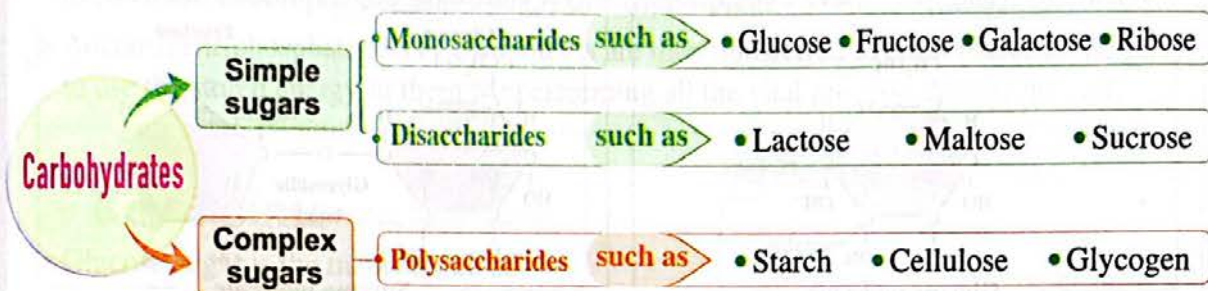 Carbohydrates
Simple
sugars
• Monosaccharides such as • Glucose • Fructose • Galactose • Ribose
• Disaccharides such as • Lactose • Maltose • Sucrose
Complex
sugars
• Polysaccharides such as • Starch • Cellulose • Glycogen